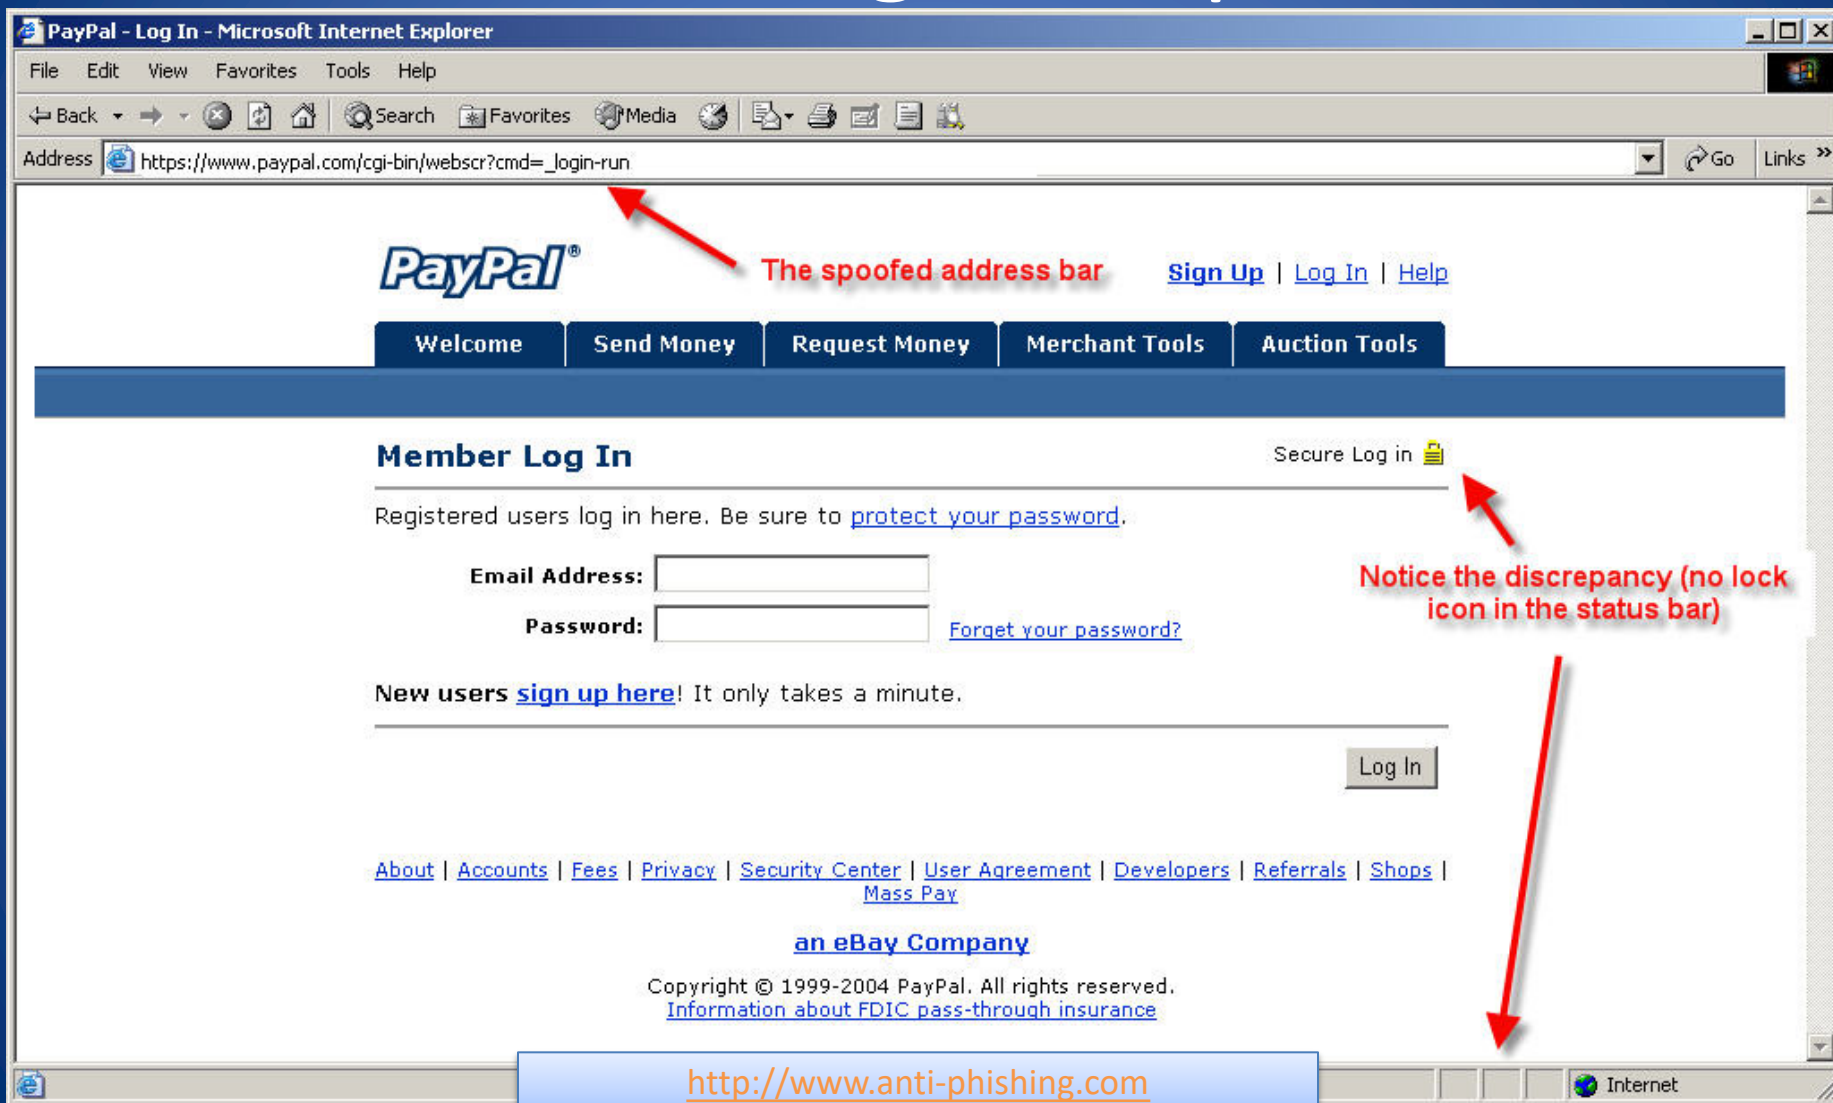 PayPal - Log In - Microsoft Internet Explorer
File Edit View Favorites Tools Help
Back Search Favorites Media
Address https://www.paypal.com/cgi-bin/webscr?cmd=_login-run Go Links »
PayPal®
The spoofed address bar
Sign Up | Log In | Help
Welcome Send Money Request Money Merchant Tools Auction Tools
Member Log In
Secure Log in
Registered users log in here. Be sure to protect your password.
Email Address:
Password:
Forget your password?
Notice the discrepancy (no lock
icon in the status bar)
New users sign up here! It only takes a minute.
Log In
About | Accounts | Fees | Privacy | Security Center | User Agreement | Developers | Referrals | Shops |
Mass Pay
an eBay Company
Copyright © 1999-2004 PayPal. All rights reserved.
Information about FDIC pass-through insurance
http://www.anti-phishing.com
Internet